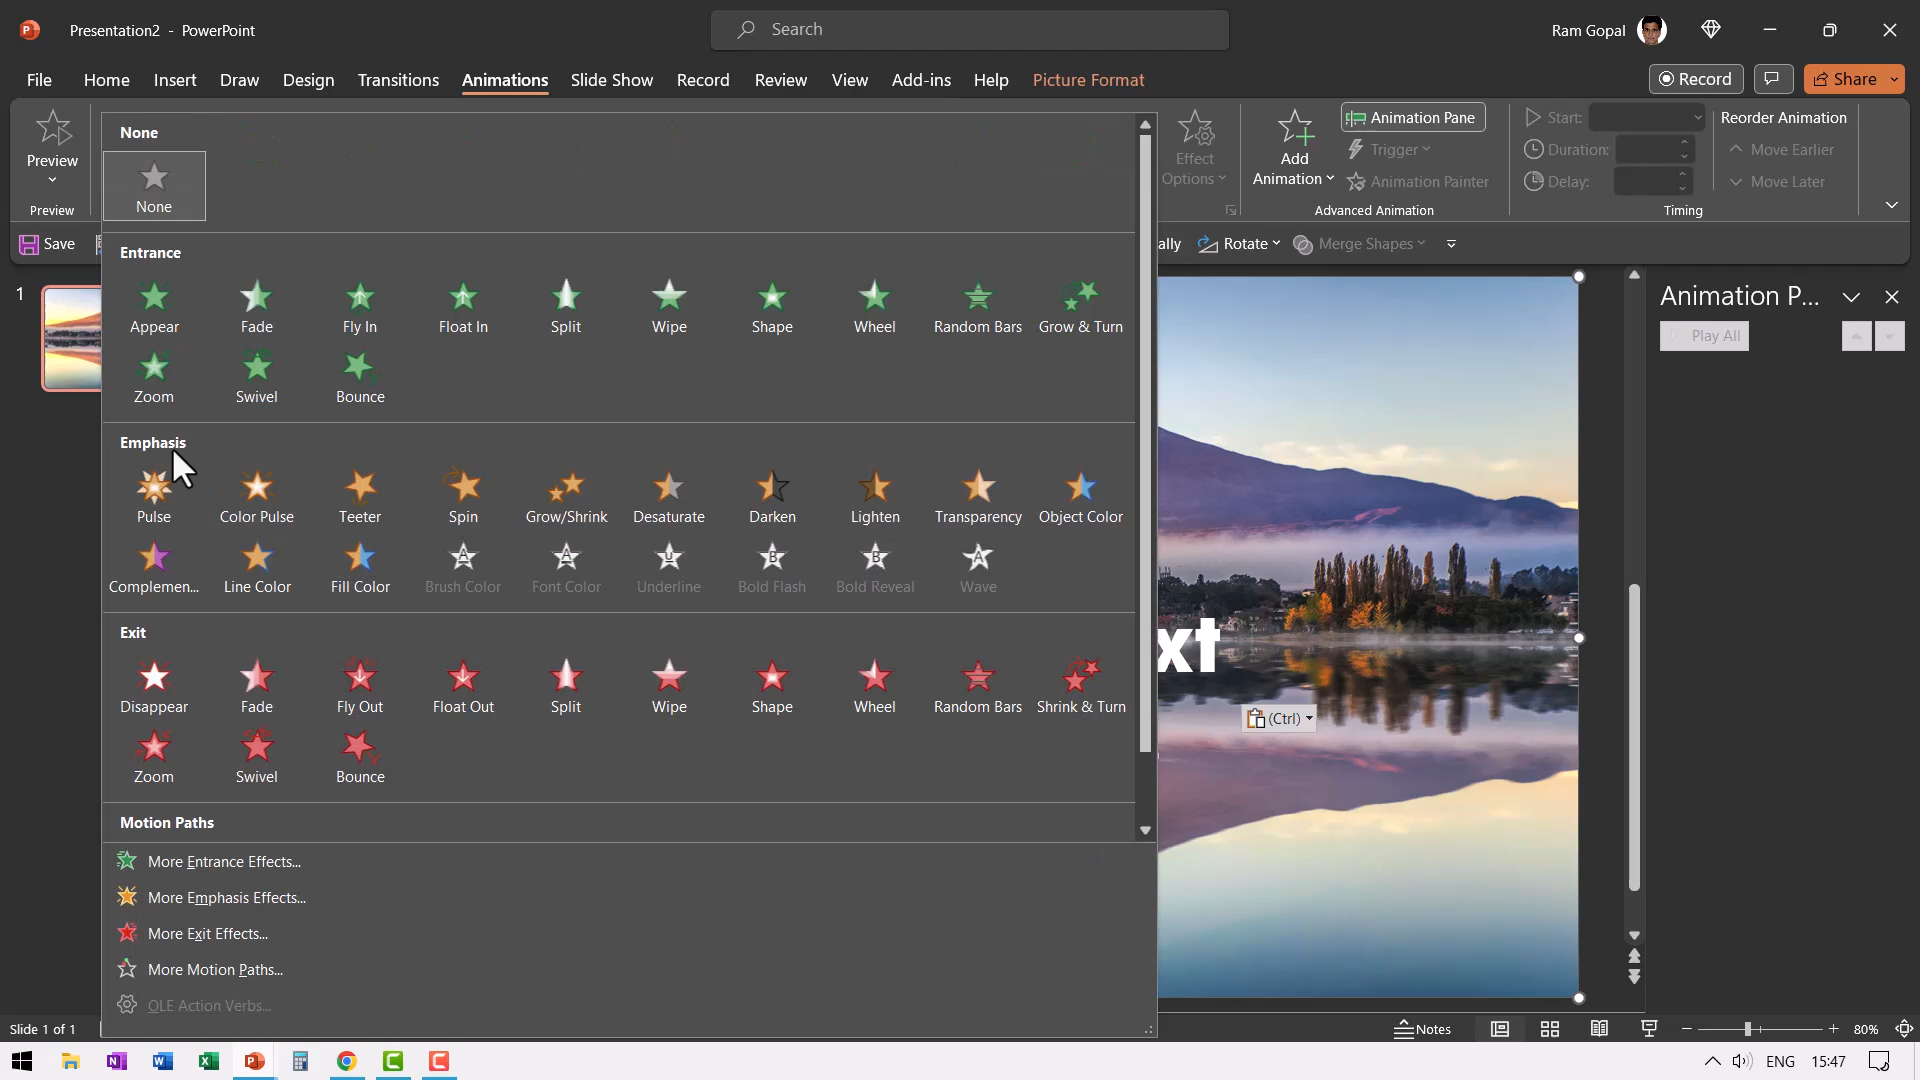 Presentation2 - PowerPoint
Search
Ram Gopal
File Home Insert Draw Design Transitions Animations Slide Show Record Review View Add-ins Help Picture Format
Record
Share
Preview
Preview
None
None
Effect Options
Add Animation
Animation Pane
Trigger
Animation Painter
Advanced Animation
Start:
Duration:
Delay:
Reorder Animation
Move Earlier
Move Later
Timing
Save
ally
Rotate
Merge Shapes
1
Entrance
Appear Fade Fly In Float In Split Wipe Shape Wheel Random Bars Grow & Turn
Zoom Swivel Bounce
Emphasis
Pulse Color Pulse Teeter Spin Grow/Shrink Desaturate Darken Lighten Transparency Object Color
Complemen... Line Color Fill Color Brush Color Font Color Underline Bold Flash Bold Reveal Wave
Exit
Disappear Fade Fly Out Float Out Split Wipe Shape Wheel Random Bars Shrink & Turn
Zoom Swivel Bounce
Motion Paths
More Entrance Effects...
More Emphasis Effects...
More Exit Effects...
More Motion Paths...
OLE Action Verbs...
xt
(Ctrl)
Animation P...
Play All
Slide 1 of 1
Notes
80%
ENG
15:47